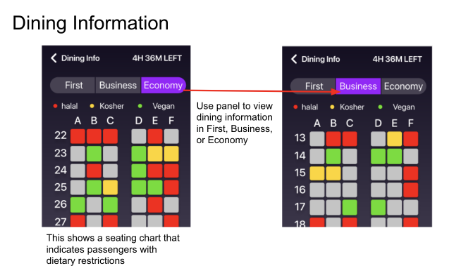 Dining Information
Dining Info 4H 36M LEFT
First Business Economy
halal Kosher Vegan
A B C D E F
22
23
24
25
26
27
This shows a seating chart that
indicates passengers with
dietary restrictions
Use panel to view
dining information
in First, Business,
or Economy
Dining Info 4H 36M LEFT
First Business Economy
halal Kosher Vegan
A B C D E F
13
14
15
16
17
18